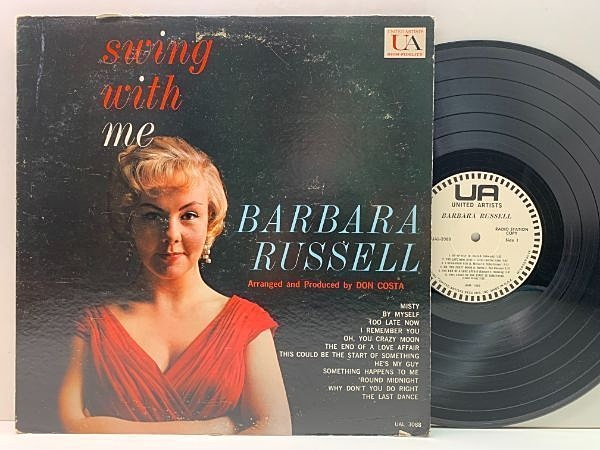 swing
with
me
UNITED ARTISTS
UA
HIGH-FIDELITY
BARBARA
RUSSELL
Arranged and Produced by DON COSTA
MISTY
BY MYSELF
TOO LATE NOW
I REMEMBER YOU
OH, YOU CRAZY MOON
THE END OF A LOVE AFFAIR
THIS COULD BE THE START OF SOMETHING
HE'S MY GUY
SOMETHING HAPPENS TO ME
'ROUND MIDNIGHT
WHY DON'T YOU DO RIGHT
THE LAST DANCE
UAL 3088
UA
UNITED ARTISTS
BARBARA RUSSELL
RADIO STATION
COPY
Side 1